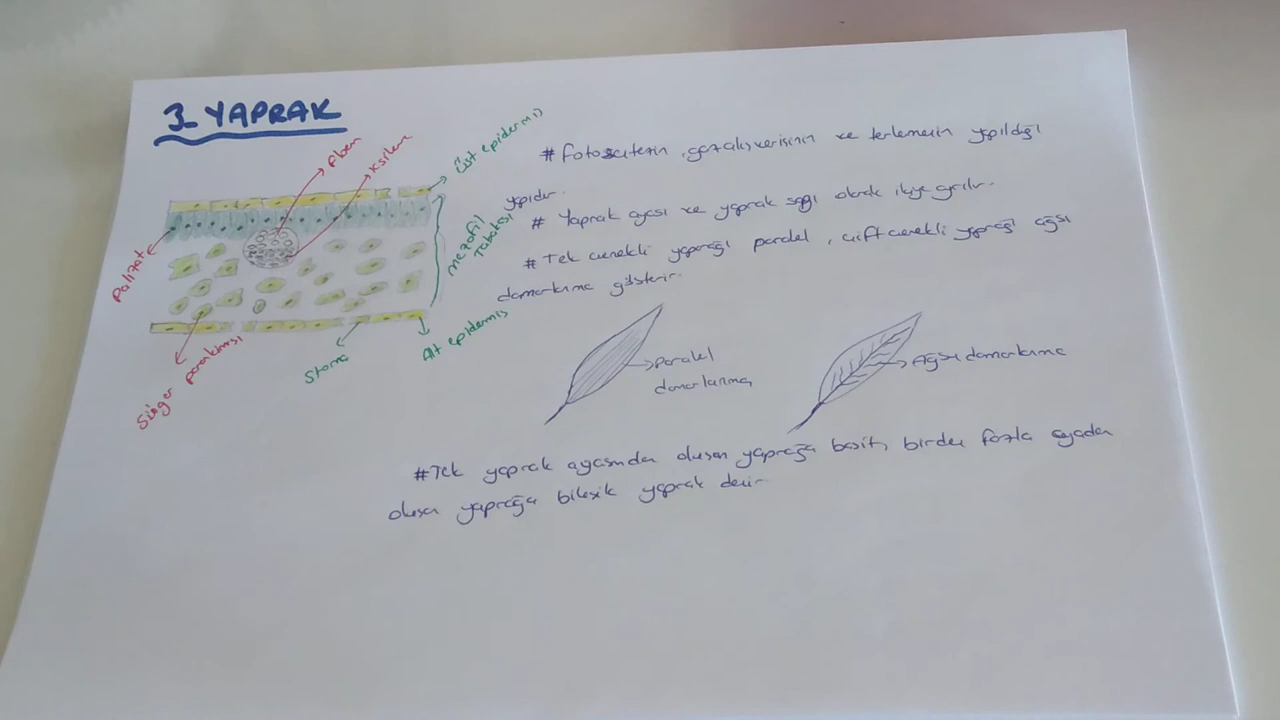 3. YAPRAK
floem
ksilem
Üst epidermis
Palizat
mezofil
tabakası
Sünger parankiması
Stoma
Alt epidermis
# fotosentezin, gaz alışverişinin ve terlemenin yapıldığı
yapıdır.
# Yaprak ayası ve yaprak sapı olarak ikiye ayrılır.
# Tek çenekli yaprağı paralel, çift çenekli yaprağı ağsı
damarlanma gösterir.
paralel
damarlanma
Ağsı damarlanma
# Tek yaprak ayasından oluşan yaprağa basit, birden fazla ayadan
oluşan yaprağa bileşik yaprak denir.